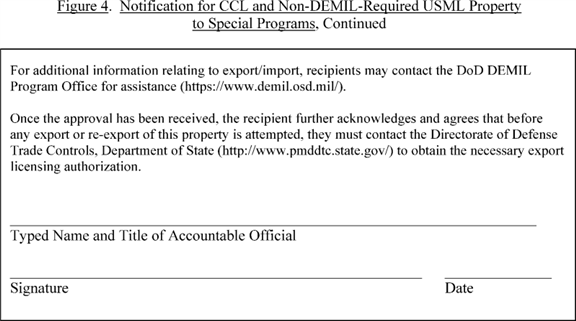 Figure 4.  Notification for CCL and Non-DEMIL-Required USML Property
to Special Programs, Continued
For additional information relating to export/import, recipients may contact the DoD DEMIL
Program Office for assistance (https://www.demil.osd.mil/).
Once the approval has been received, the recipient further acknowledges and agrees that before
any export or re-export of this property is attempted, they must contact the Directorate of Defense
Trade Controls, Department of State (http://www.pmddtc.state.gov/) to obtain the necessary export
licensing authorization.
Typed Name and Title of Accountable Official
Signature Date